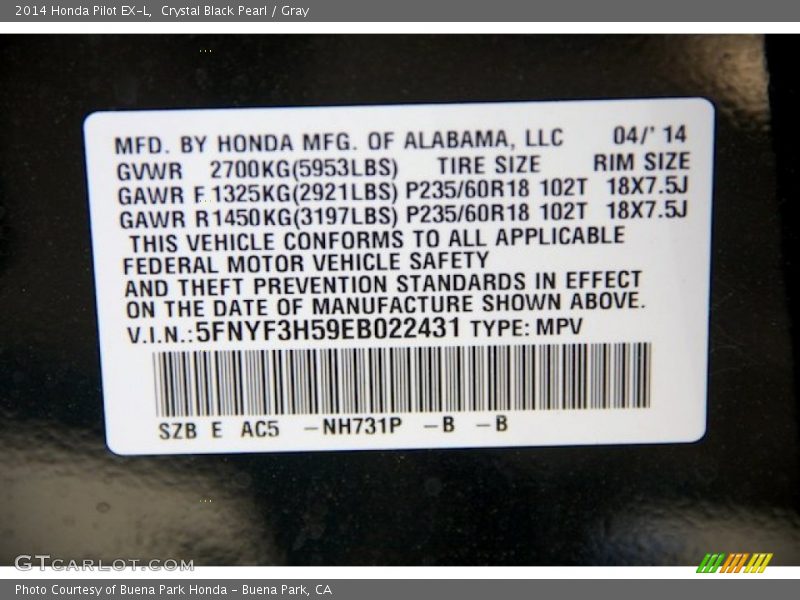 2014 Honda Pilot EX-L, Crystal Black Pearl / Gray
MFD. BY HONDA MFG. OF ALABAMA, LLC 04/' 14
GVWR 2700KG(5953LBS) TIRE SIZE RIM SIZE
GAWR F 1325KG(2921LBS) P235/60R18 102T 18X7.5J
GAWR R1450KG(3197LBS) P235/60R18 102T 18X7.5J
THIS VEHICLE CONFORMS TO ALL APPLICABLE
FEDERAL MOTOR VEHICLE SAFETY
AND THEFT PREVENTION STANDARDS IN EFFECT
ON THE DATE OF MANUFACTURE SHOWN ABOVE.
V.I.N.:5FNYF3H59EB022431 TYPE: MPV
SZB E AC5 -NH731P -B -B
GTCARLOT.COM
Photo Courtesy of Buena Park Honda - Buena Park, CA